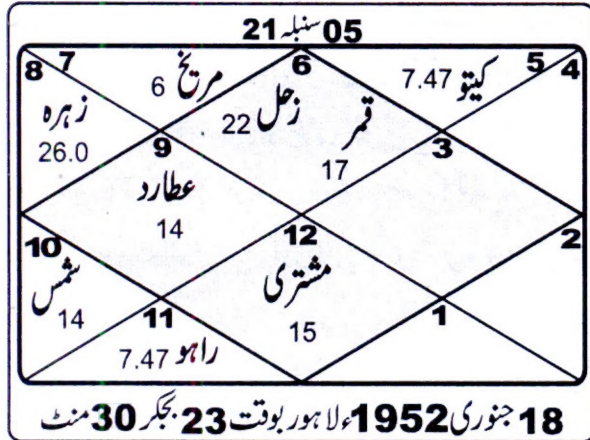 21 سنبلہ 05
8 7 مریخ 6 6 کیتو 7.47 5 4
زہرہ 26.0 زحل 22 قمر 17
9 3
عطارد 14
10 12 2
شمس 14 مشتری 15
11 1
راہو 7.47
18 جنوری 1952ء لاہور بوقت 23 بجکر 30 منٹ